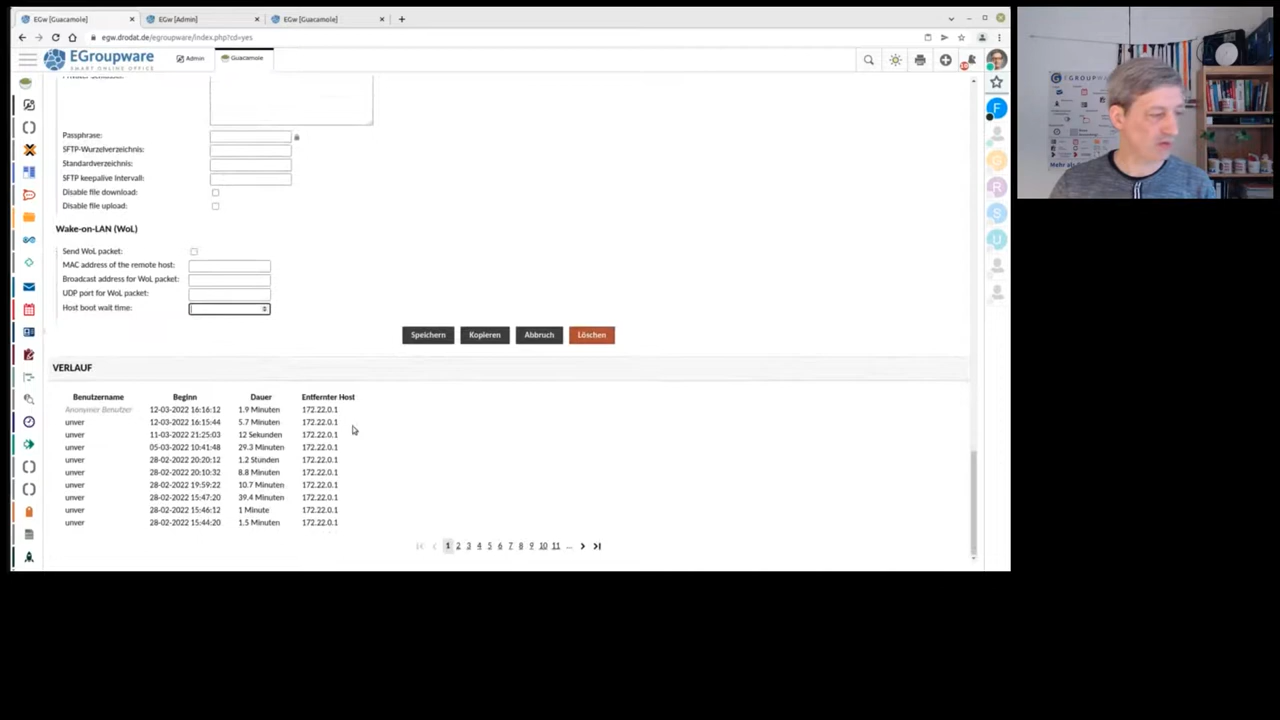 EGw [Guacamole]
EGw [Admin]
EGw [Guacamole]
egw.drodat.de/egroupware/index.php?cd=yes
EGroupware
SMART ONLINE OFFICE
Admin
Guacamole
Passphrase:
SFTP-Wurzelverzeichnis:
Standardverzeichnis:
SFTP keepalive Intervall:
Disable file download:
Disable file upload:
Wake-on-LAN (WoL)
Send WoL packet:
MAC address of the remote host:
Broadcast address for WoL packet:
UDP port for WoL packet:
Host boot wait time:
Speichern
Kopieren
Abbruch
Löschen
VERLAUF
Benutzername Beginn Dauer Entfernter Host
Anonymer Benutzer 12-03-2022 16:16:12 1.9 Minuten 172.22.0.1
unver 12-03-2022 16:15:44 5.7 Minuten 172.22.0.1
unver 11-03-2022 21:25:03 12 Sekunden 172.22.0.1
unver 05-03-2022 10:41:48 29.3 Minuten 172.22.0.1
unver 28-02-2022 20:20:12 1.2 Stunden 172.22.0.1
unver 28-02-2022 20:10:32 8.8 Minuten 172.22.0.1
unver 28-02-2022 19:59:22 10.7 Minuten 172.22.0.1
unver 28-02-2022 15:47:20 39.4 Minuten 172.22.0.1
unver 28-02-2022 15:46:12 1 Minute 172.22.0.1
unver 28-02-2022 15:44:20 1.5 Minuten 172.22.0.1
1 2 3 4 5 6 7 8 9 10 11 ...
F
G
R
S
U
EGROUPWARE